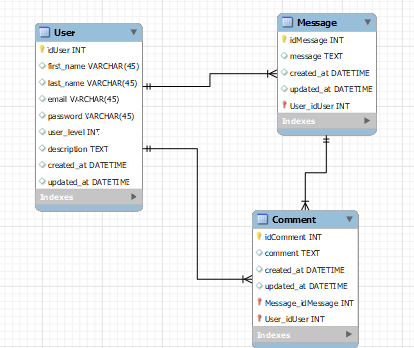 User
idUser INT
first_name VARCHAR(45)
last_name VARCHAR(45)
email VARCHAR(45)
password VARCHAR(45)
user_level INT
description TEXT
created_at DATETIME
updated_at DATETIME
Indexes
Message
idMessage INT
message TEXT
created_at DATETIME
updated_at DATETIME
User_idUser INT
Indexes
Comment
idComment INT
comment TEXT
created_at DATETIME
updated_at DATETIME
Message_idMessage INT
User_idUser INT
Indexes